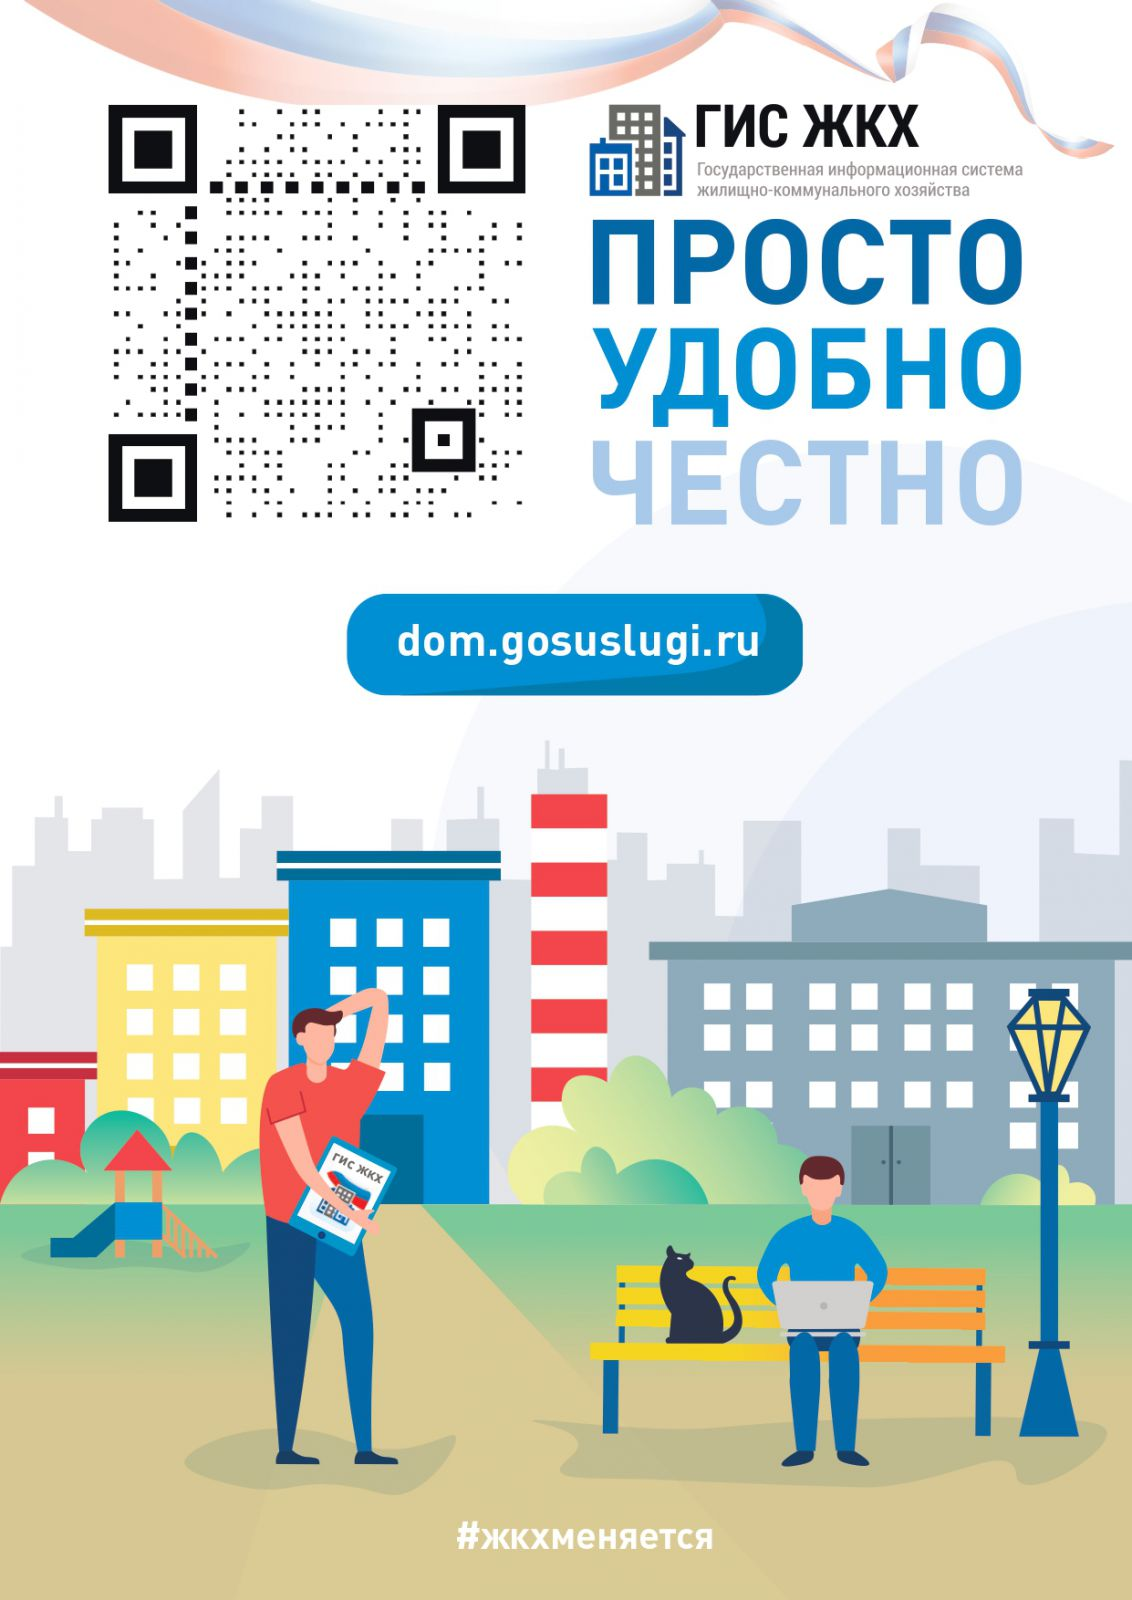 ГИС ЖКХ
Государственная информационная система
жилищно-коммунального хозяйства
ПРОСТО
УДОБНО
ЧЕСТНО
dom.gosuslugi.ru
ГИС ЖКХ
#жкхменяется